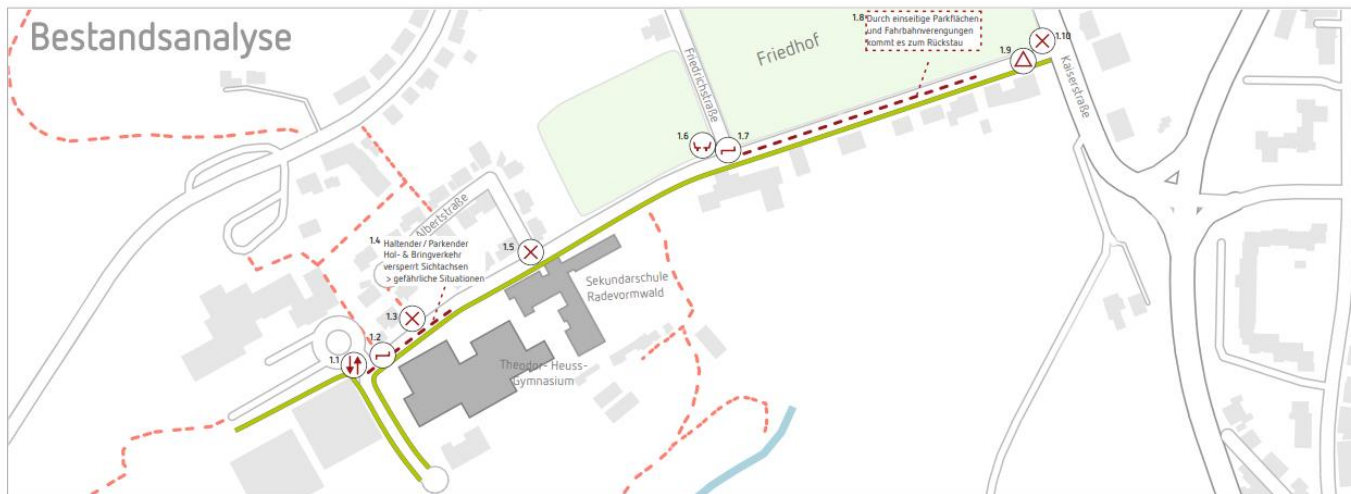 Bestandsanalyse
1.8 Durch einseitige Parkflächen
und Fahrbahnverengungen
kommt es zum Rückstau
1.10
1.9
Friedhof
Friedrichstraße
Kaiserstraße
1.6
1.7
Albertstraße
1.4 Haltender / Parkender
Hol- & Bringverkehr
versperrt Sichtachsen
> gefährliche Situationen
1.5
Sekundarschule
Radevormwald
1.3
1.2
1.1
Theodor- Heuss-
Gymnasium